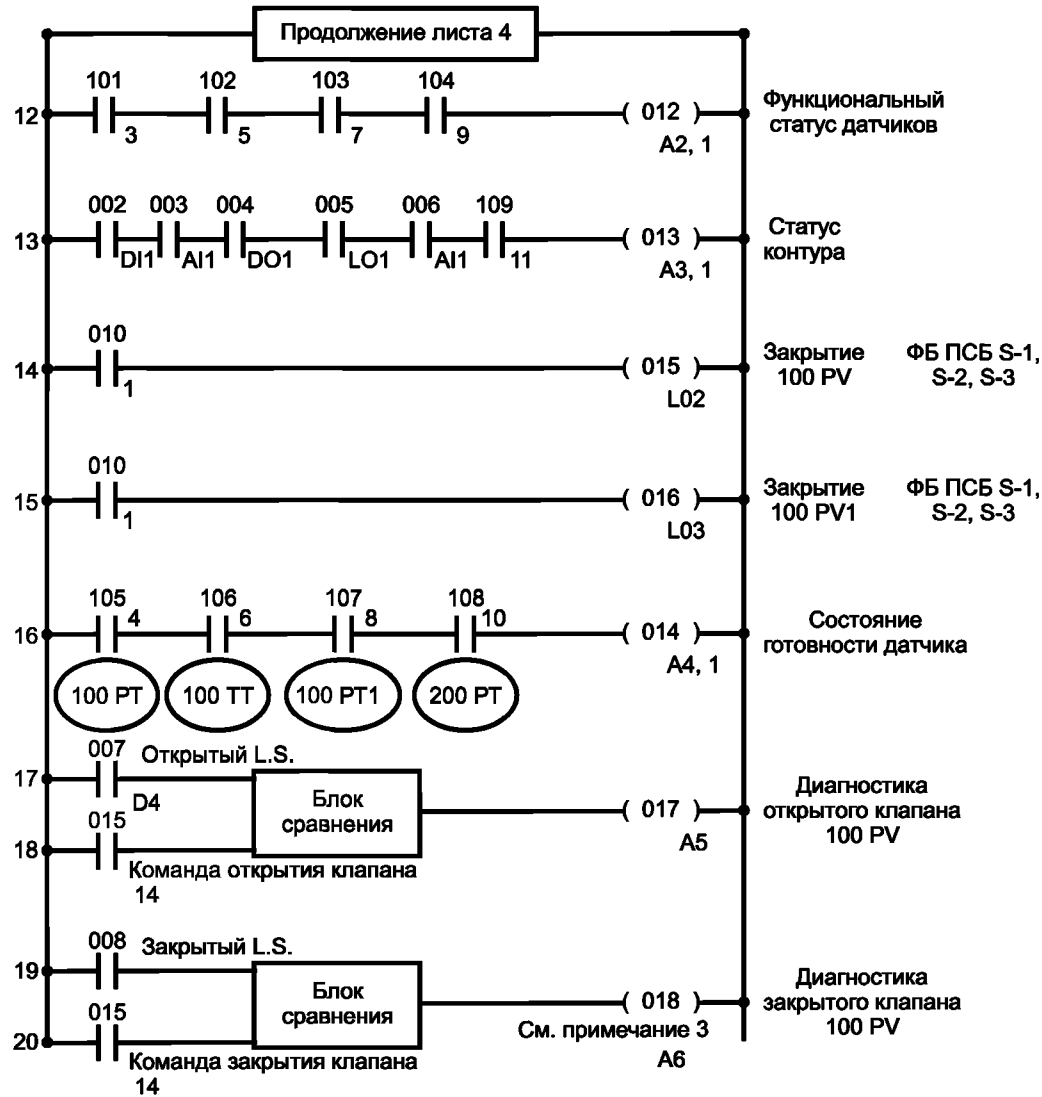 Продолжение листа 4
101 102 103 104
12 3 5 7 9 ( 012 ) A2, 1
Функциональный
статус датчиков
002 003 004 005 006 109
13 DI1 AI1 DO1 LO1 AI1 11 ( 013 ) A3, 1
Статус
контура
010
14 1 ( 015 ) L02
Закрытие ФБ ПСБ S-1,
100 PV S-2, S-3
010
15 1 ( 016 ) L03
Закрытие ФБ ПСБ S-1,
100 PV1 S-2, S-3
105 106 107 108
16 4 6 8 10 ( 014 ) A4, 1
Состояние
готовности датчика
100 PT 100 TT 100 PT1 200 PT
007 Открытый L.S.
17 D4
015
18
Команда открытия клапана
14
Блок
сравнения
( 017 )
A5
Диагностика
открытого клапана
100 PV
008 Закрытый L.S.
19
015
20
Команда закрытия клапана
14
Блок
сравнения
( 018 )
См. примечание 3
A6
Диагностика
закрытого клапана
100 PV